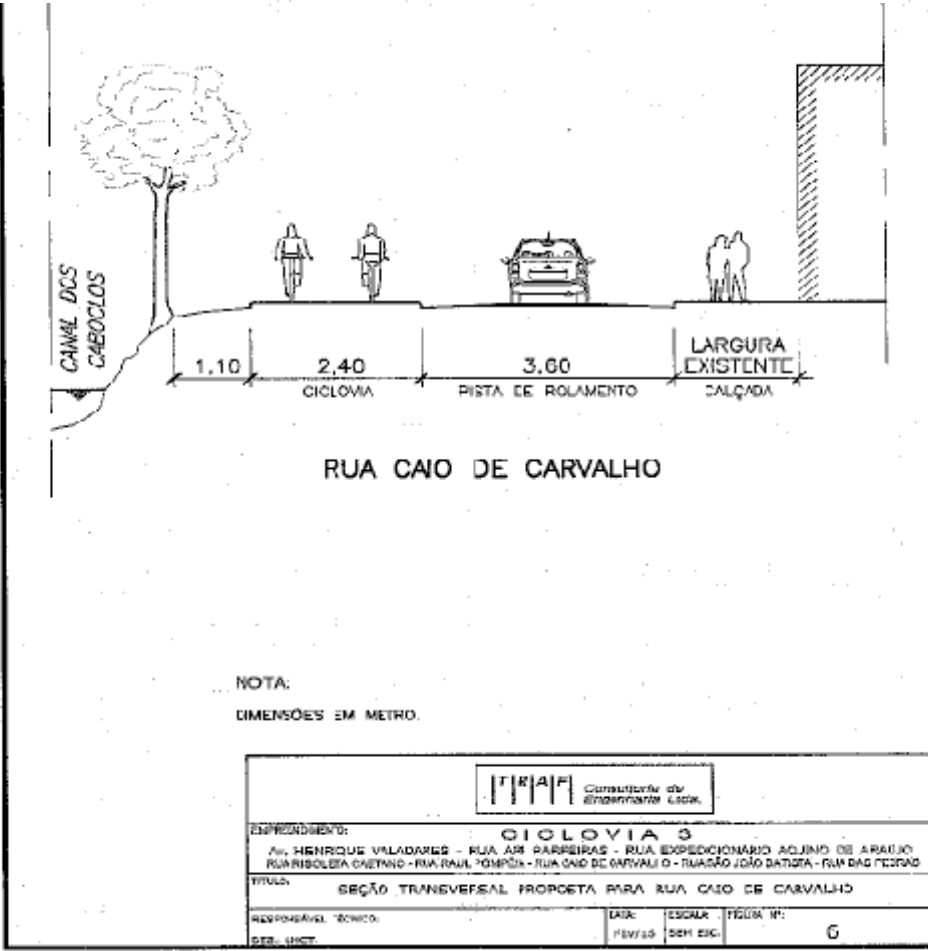 CANAL DOS
CABOCLOS
1,10
2,40
3,60
LARGURA
EXISTENTE
CICLOVIA
PISTA DE ROLAMENTO
CALÇADA
RUA CAIO DE CARVALHO
NOTA:
DIMENSÕES EM METRO.
TRAF Consultoria de
Engenharia Ltda.
EMPREENDIMENTO:
CICLOVIA 3
Av. HENRIQUE VALADARES - RUA ARI PARREIRAS - RUA EXPEDICIONÁRIO AQUINO DE ARAUJO
RUA RISOLETA CAETANO - RUA RAUL POMPÉIA - RUA CAIO DE CARVALHO - RUA SÃO JOÃO BATISTA - RUA DAS PEDRAS
TITULO:
SEÇÃO TRANSVERSAL PROPOSTA PARA RUA CAIO DE CARVALHO
RESPONSÁVEL TÉCNICO:
DATA:
ESCALA:
FIGURA Nº:
SEM ESC.
6